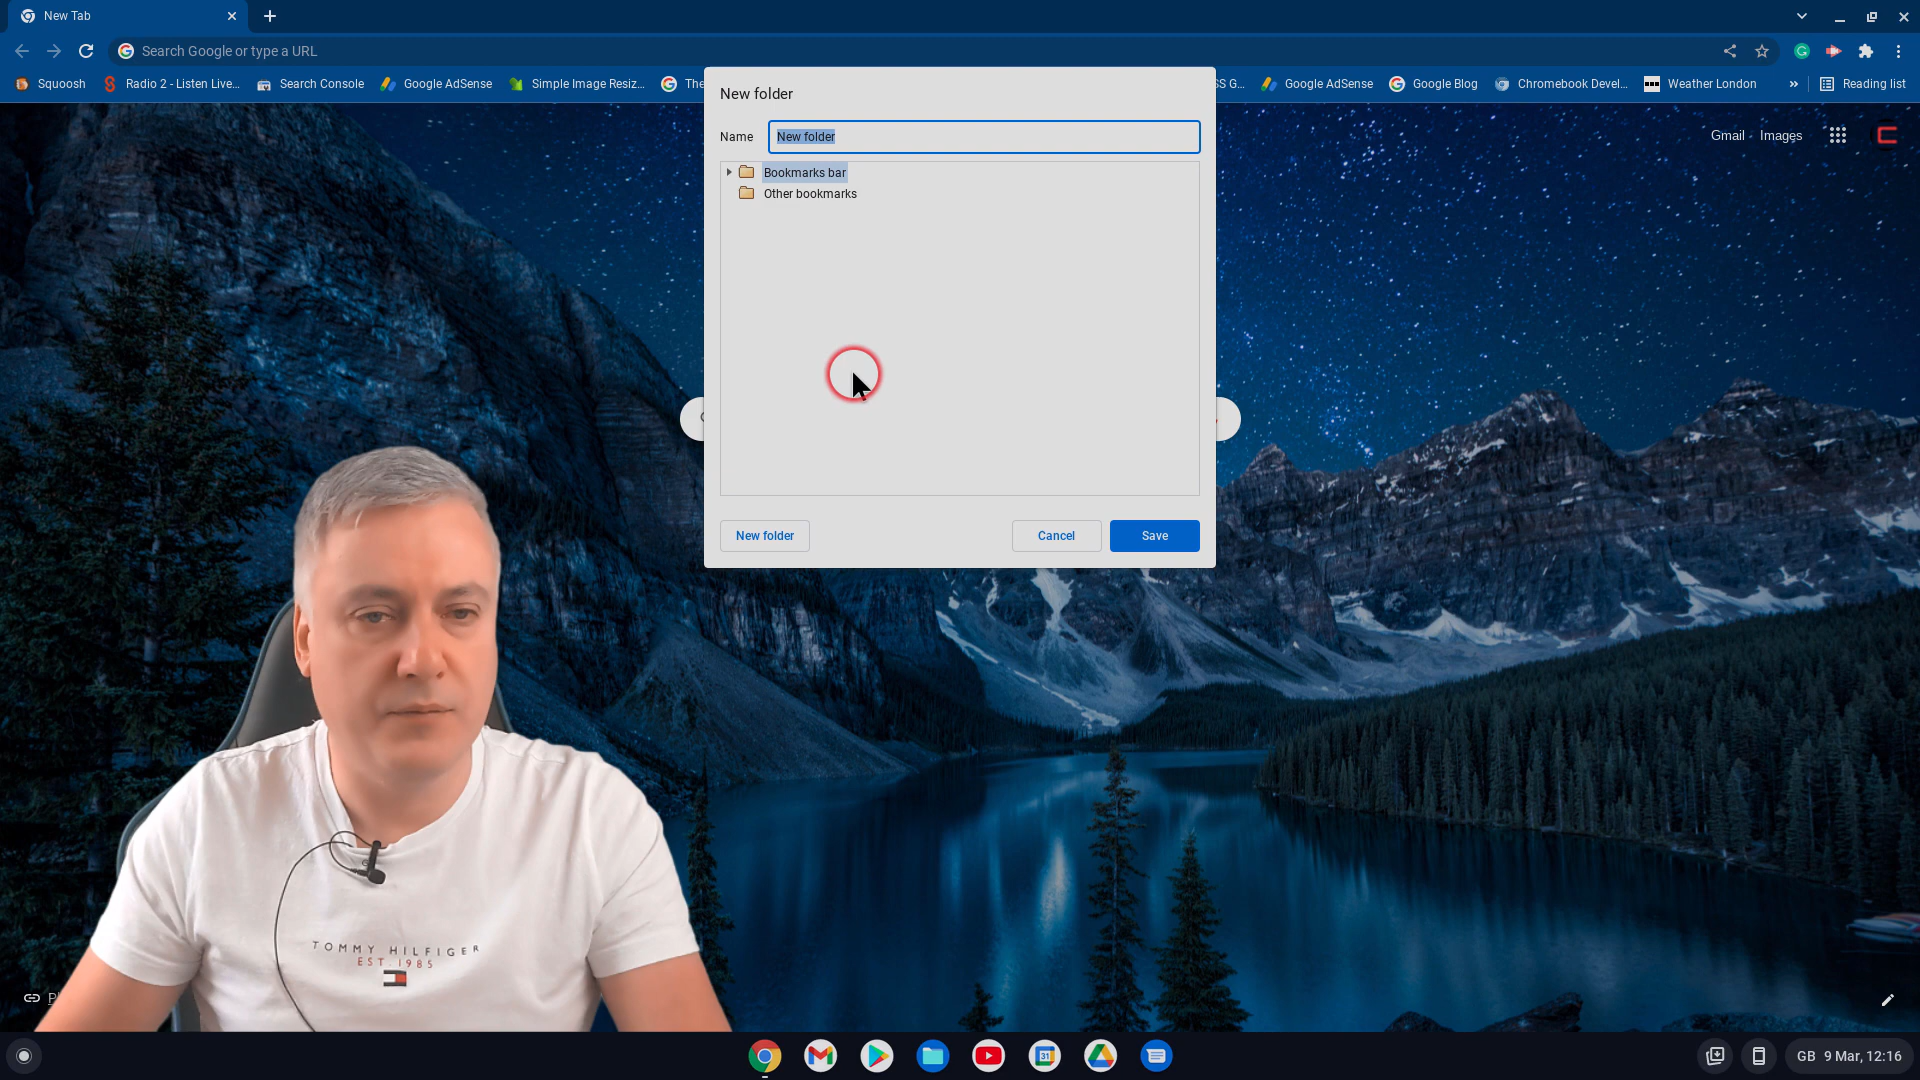 New Tab
Search Google or type a URL
Squoosh
Radio 2 - Listen Live...
Search Console
Google AdSense
Simple Image Resiz...
The
SS G...
Google AdSense
Google Blog
Chromebook Devel...
Weather London
Reading list
New folder
Name
New folder
Bookmarks bar
Other bookmarks
Gmail
Images
New folder
Cancel
Save
TOMMY HILFIGER
EST. 1985
31
GB 9 Mar, 12:16